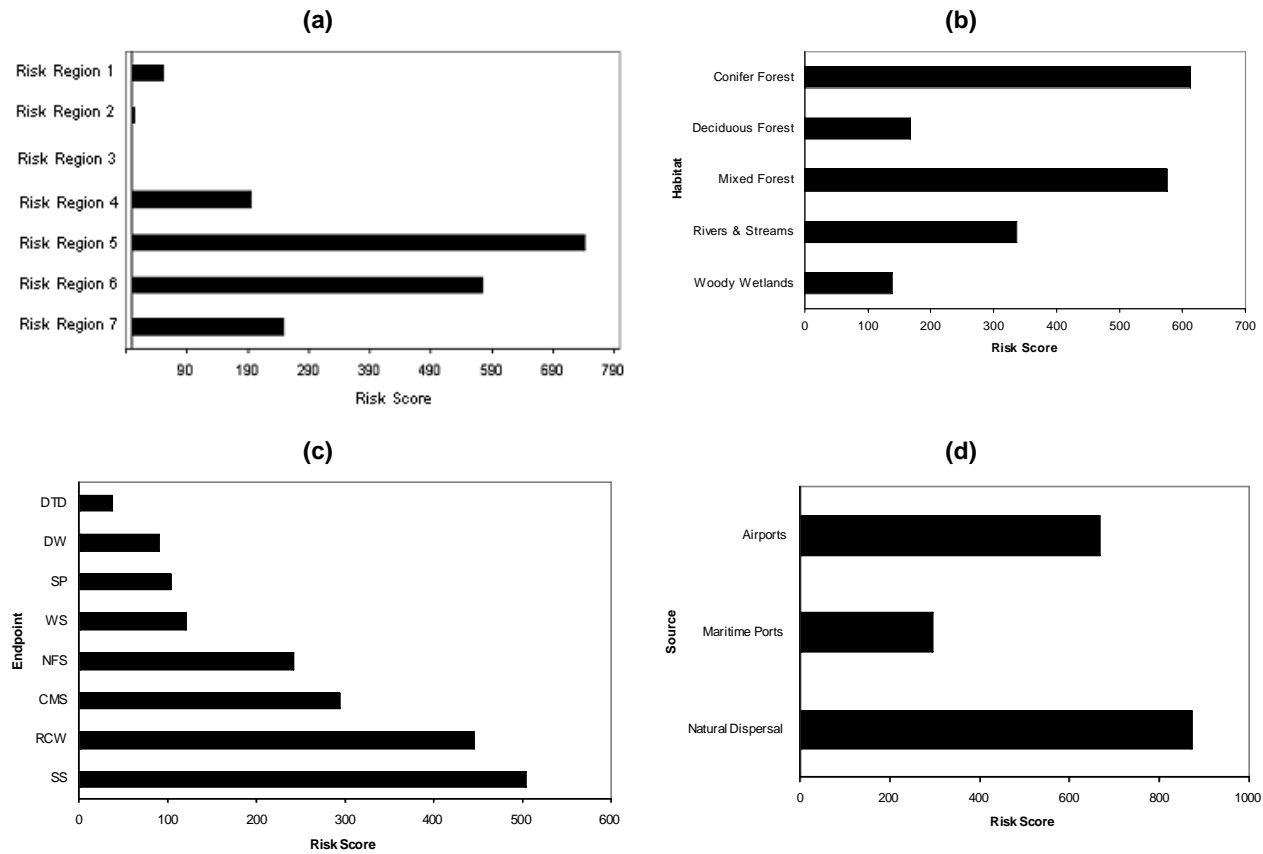 (a)
Risk Region 1
Risk Region 2
Risk Region 3
Risk Region 4
Risk Region 5
Risk Region 6
Risk Region 7
90 190 290 390 490 590 690 790
Risk Score
(b)
Habitat
Conifer Forest
Deciduous Forest
Mixed Forest
Rivers & Streams
Woody Wetlands
0 100 200 300 400 500 600 700
Risk Score
(c)
Endpoint
DTD
DW
SP
WS
NFS
CMS
RCW
SS
0 100 200 300 400 500 600
Risk Score
(d)
Source
Airports
Maritime Ports
Natural Dispersal
0 200 400 600 800 1000
Risk Score